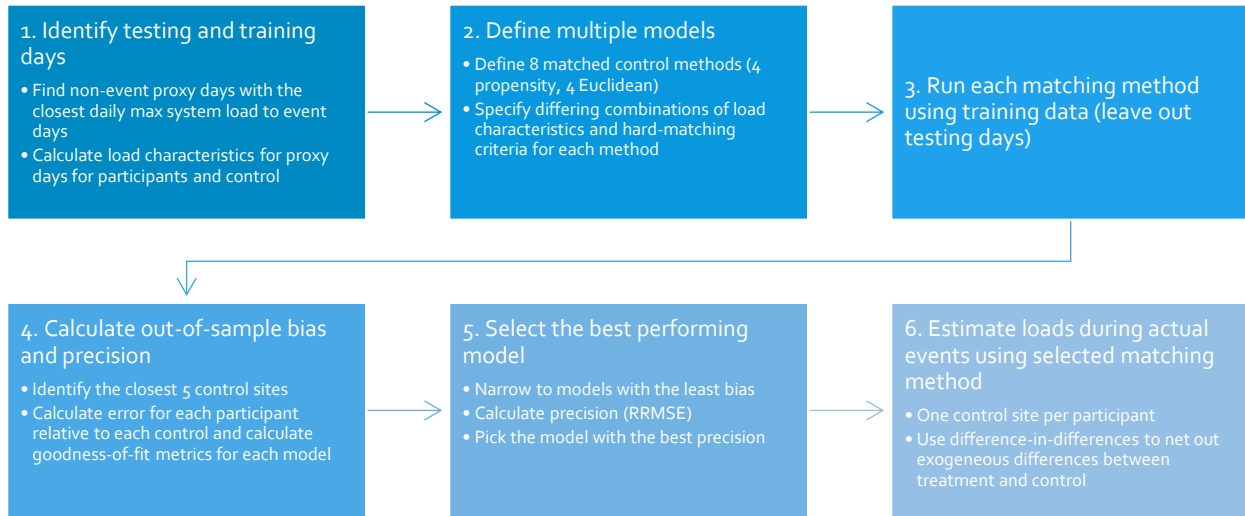 1. Identify testing and training
days
• Find non-event proxy days with the
closest daily max system load to event
days
• Calculate load characteristics for proxy
days for participants and control
2. Define multiple models
• Define 8 matched control methods (4
propensity, 4 Euclidean)
• Specify differing combinations of load
characteristics and hard-matching
criteria for each method
3. Run each matching method
using training data (leave out
testing days)
4. Calculate out-of-sample bias
and precision
• Identify the closest 5 control sites
• Calculate error for each participant
relative to each control and calculate
goodness-of-fit metrics for each model
5. Select the best performing
model
• Narrow to models with the least bias
• Calculate precision (RRMSE)
• Pick the model with the best precision
6. Estimate loads during actual
events using selected matching
method
• One control site per participant
• Use difference-in-differences to net out
exogeneous differences between
treatment and control